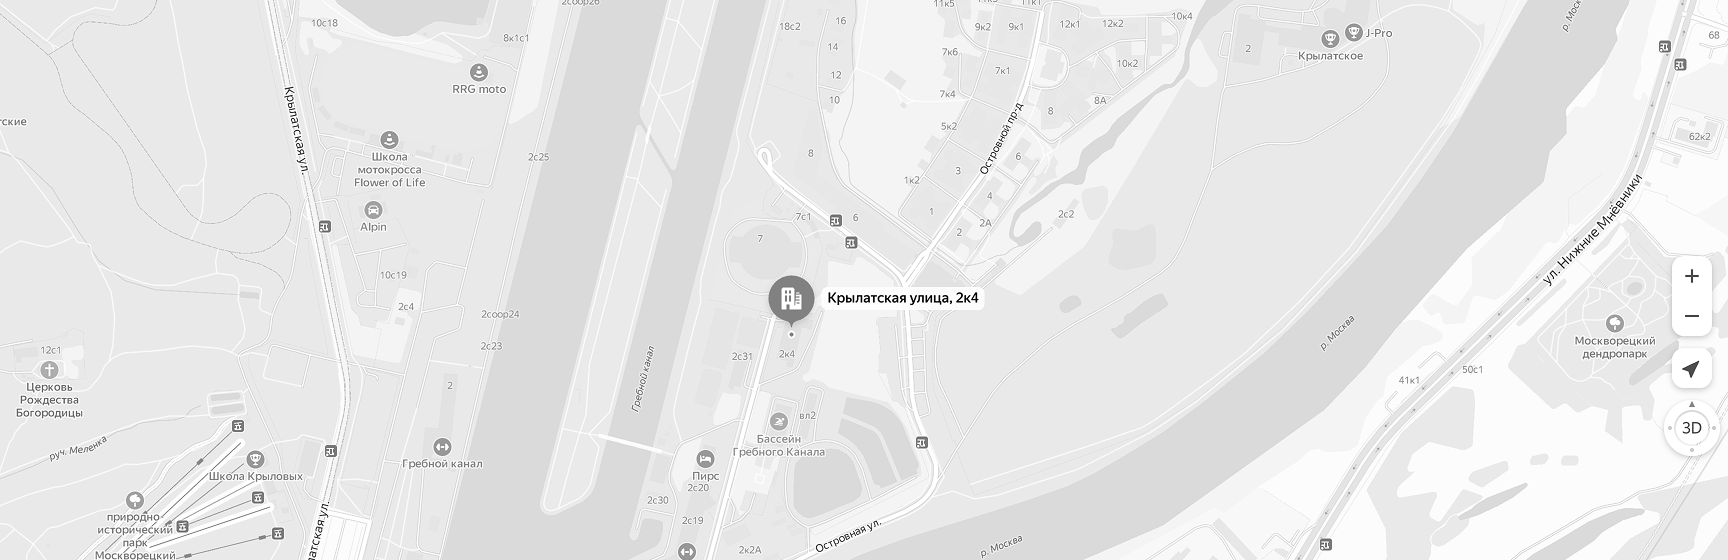 2соор26
11к5
11к1
10с18
18с2
16
9к2
9к1
12к1
12к2
10к4
J-Pro
р. Москва
68
8к1с1
14
7к6
2
Крылатское
10к2
RRG moto
12
7к1
Крылатская ул.
10
7к4
8А
8
5к2
Островной пр-д
62к2
Школа
мотокросса
Flower of Life
2с25
8
6
3
1к2
4
Alpin
7с1
6
1
2А
2с2
ул. Нижние Мнёвники
7
2
10с19
Крылатская улица, 2к4
2с4
2соор24
р. Москва
Москворецкий
дендропарк
2с23
12с1
2с31
2к4
Гребной канал
50с1
41к1
Церковь
Рождества
Богородицы
2
вл2
3D
руч. Меленка
Бассейн
Гребного Канала
Гребной канал
Школа Крыловых
Пирс
2с20
2с30
природно
исторический
парк
Москворецкий
2с19
Островная ул.
2к2А
р. Москва